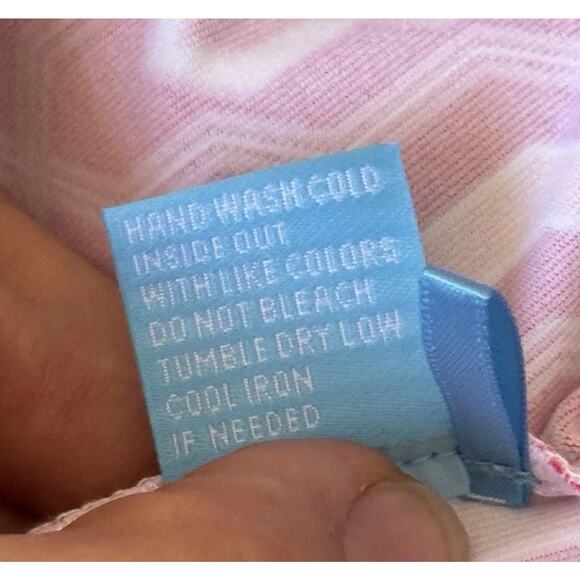 HAND WASH COLD
INSIDE OUT
WITH LIKE COLORS
DO NOT BLEACH
TUMBLE DRY LOW
COOL IRON
IF NEEDED